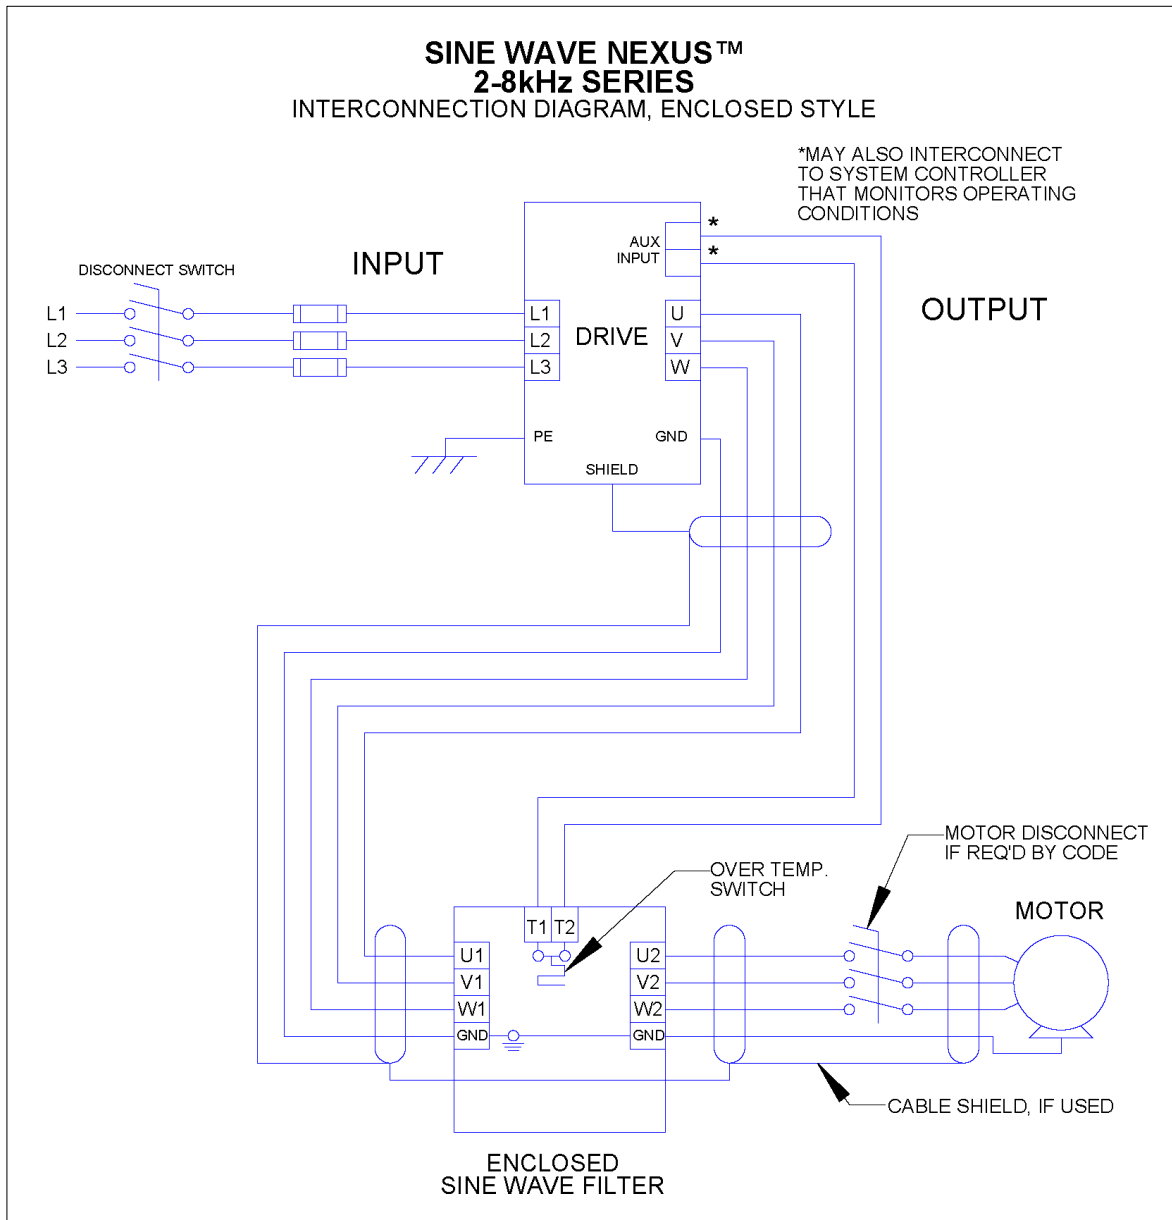 SINE WAVE NEXUS™
2-8kHz SERIES
INTERCONNECTION DIAGRAM, ENCLOSED STYLE
*MAY ALSO INTERCONNECT
TO SYSTEM CONTROLLER
THAT MONITORS OPERATING
CONDITIONS
DISCONNECT SWITCH
INPUT
AUX
INPUT
*
*
OUTPUT
L1
L2
L3
L1
L2
L3
DRIVE
U
V
W
PE
GND
SHIELD
MOTOR DISCONNECT
IF REQ'D BY CODE
OVER TEMP.
SWITCH
MOTOR
T1 T2
U1
V1
W1
GND
U2
V2
W2
GND
CABLE SHIELD, IF USED
ENCLOSED
SINE WAVE FILTER